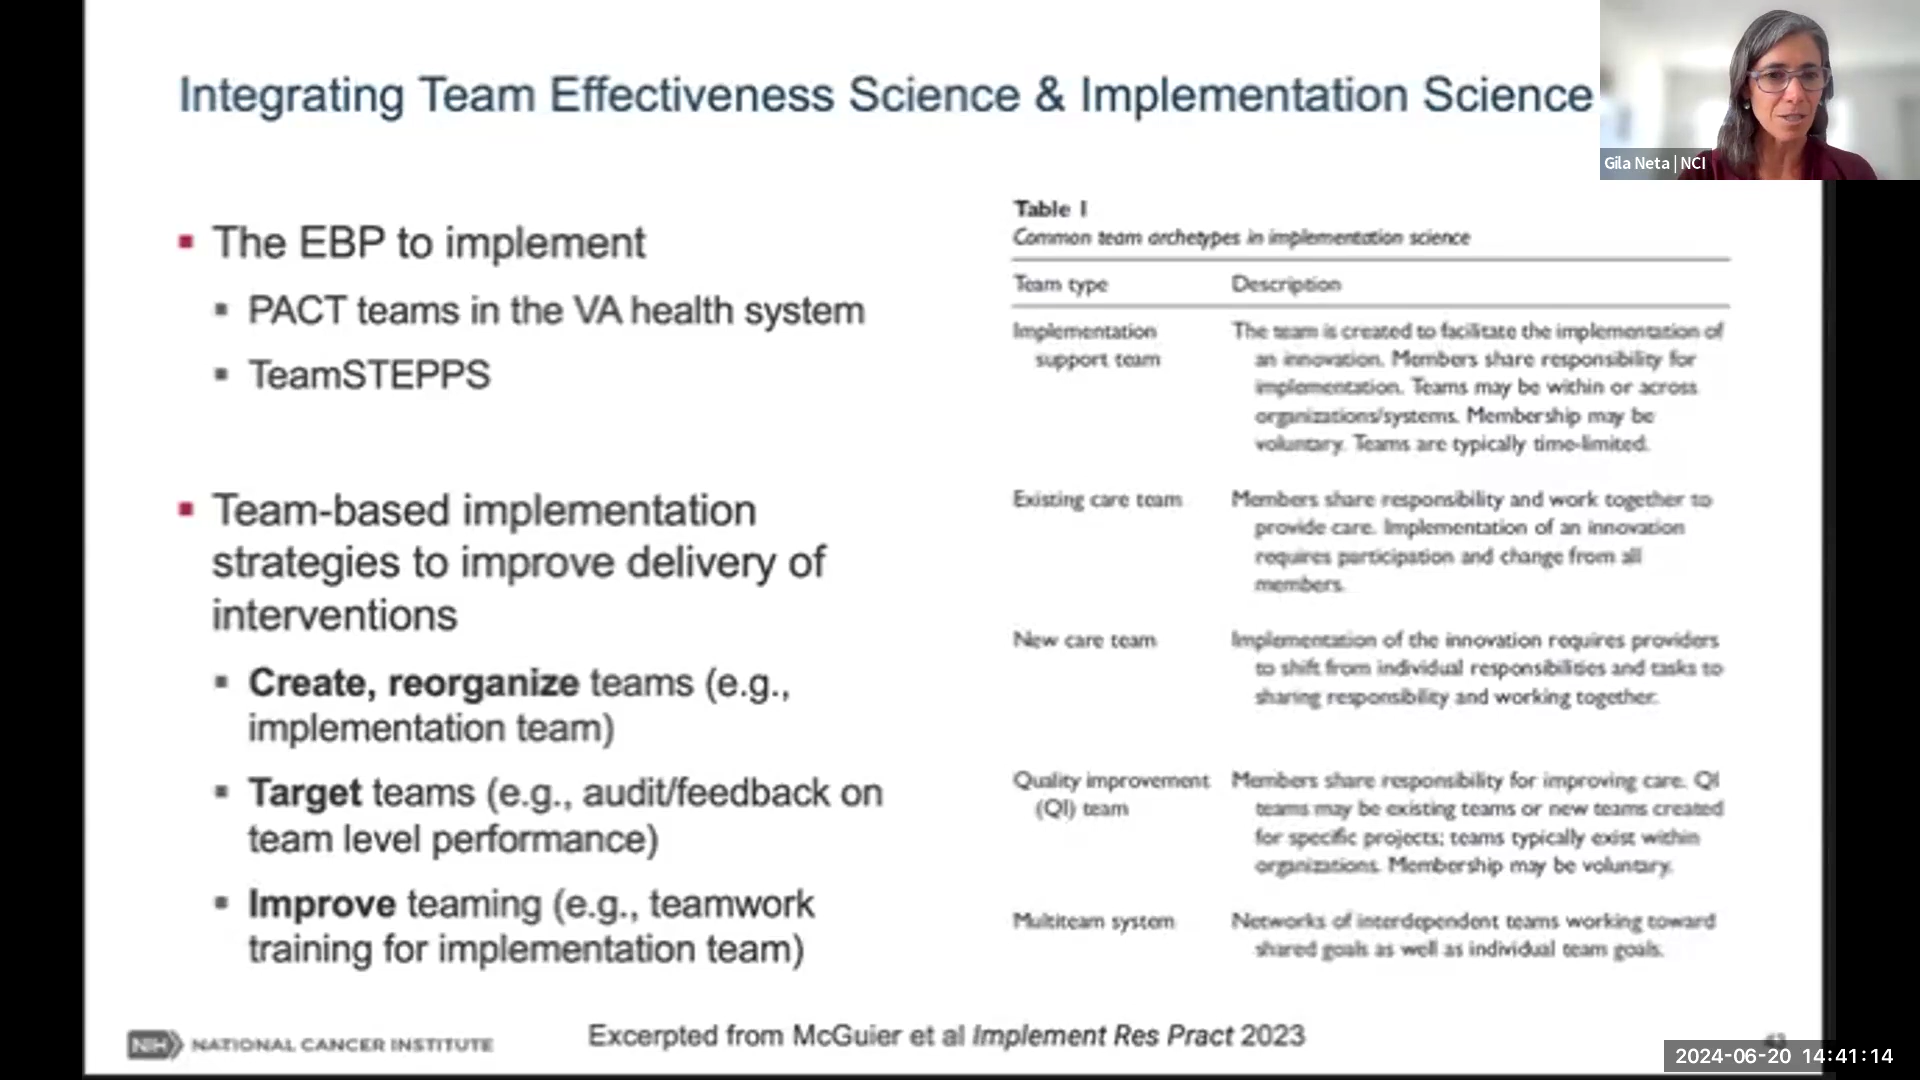 Integrating Team Effectiveness Science & Implementation Science
Gila Neta | NCI
▪ The EBP to implement
▪ PACT teams in the VA health system
▪ TeamSTEPPS
▪ Team-based implementation
strategies to improve delivery of
interventions
▪ Create, reorganize teams (e.g.,
implementation team)
▪ Target teams (e.g., audit/feedback on
team level performance)
▪ Improve teaming (e.g., teamwork
training for implementation team)
Table 1
Common team archetypes in implementation science
Team type Description
Implementation
support team
The team is created to facilitate the implementation of
an innovation. Members share responsibility for
implementation. Teams may be within or across
organizations/systems. Membership may be
voluntary. Teams are typically time-limited.
Existing care team
Members share responsibility and work together to
provide care. Implementation of an innovation
requires participation and change from all
members.
New care team
Implementation of the innovation requires providers
to shift from individual responsibilities and tasks to
sharing responsibility and working together.
Quality improvement
(QI) team
Members share responsibility for improving care. QI
teams may be existing teams or new teams created
for specific projects; teams typically exist within
organizations. Membership may be voluntary.
Multiteam system
Networks of interdependent teams working toward
shared goals as well as individual team goals.
NIH NATIONAL CANCER INSTITUTE
Excerpted from McGuier et al Implement Res Pract 2023
2024-06-20 14:41:14